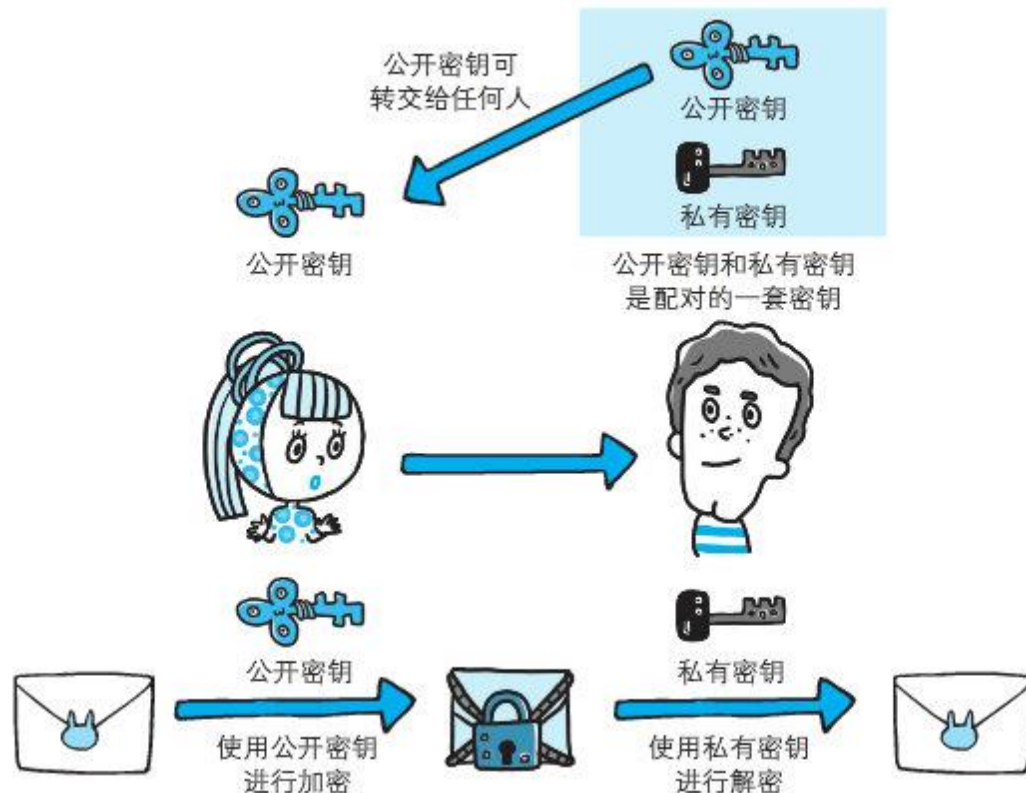 公开密钥可
转交给任何人
公开密钥
私有密钥
公开密钥
公开密钥和私有密钥
是配对的一套密钥
公开密钥
私有密钥
使用公开密钥
进行加密
使用私有密钥
进行解密